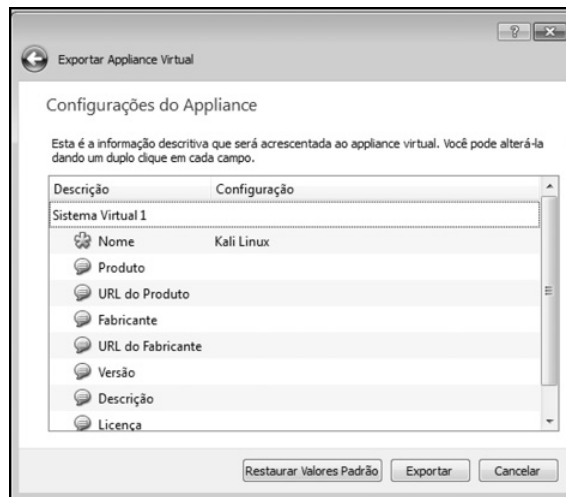 Exportar Appliance Virtual
Configurações do Appliance
Esta é a informação descritiva que será acrescentada ao appliance virtual. Você pode alterá-la
dando um duplo clique em cada campo.
Descrição Configuração
Sistema Virtual 1
Nome Kali Linux
Produto
URL do Produto
Fabricante
URL do Fabricante
Versão
Descrição
Licença
Restaurar Valores Padrão Exportar Cancelar